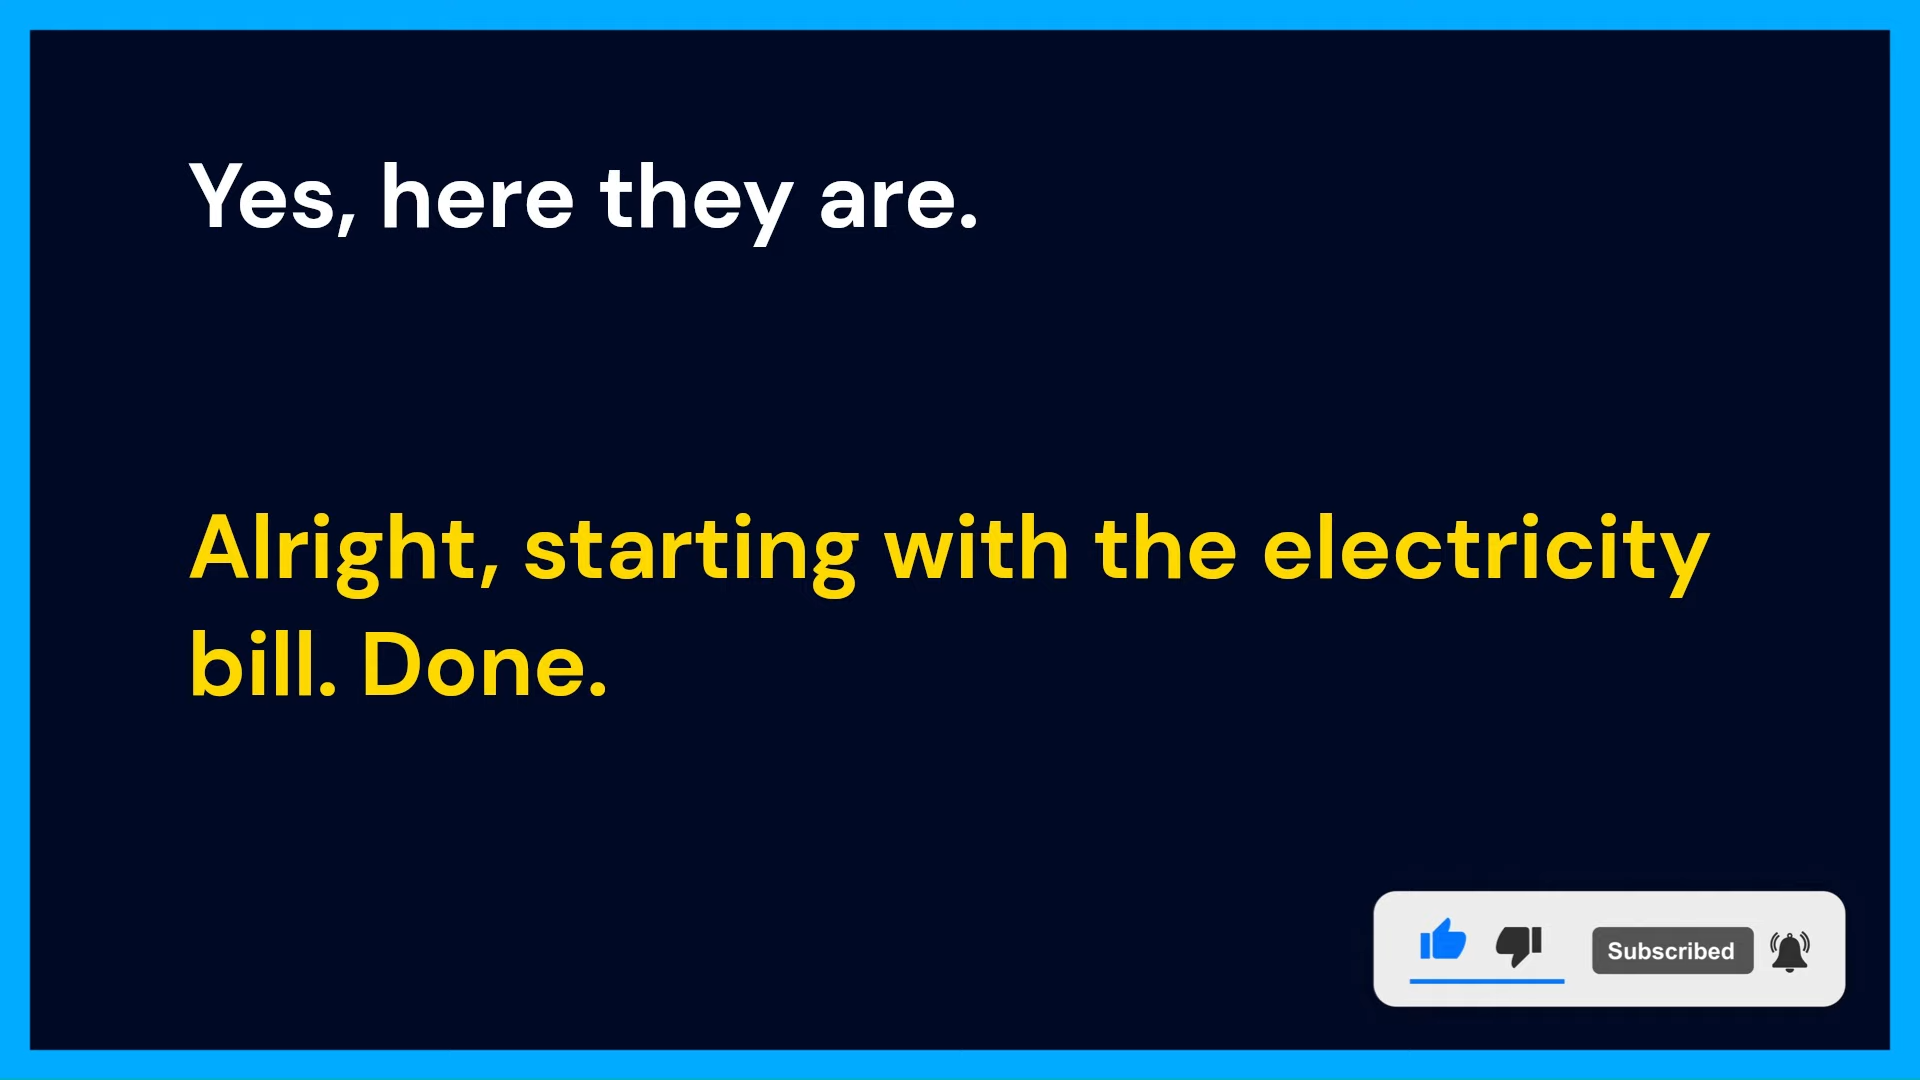 Yes, here they are.
Alright, starting with the electricity
bill. Done.
Subscribed